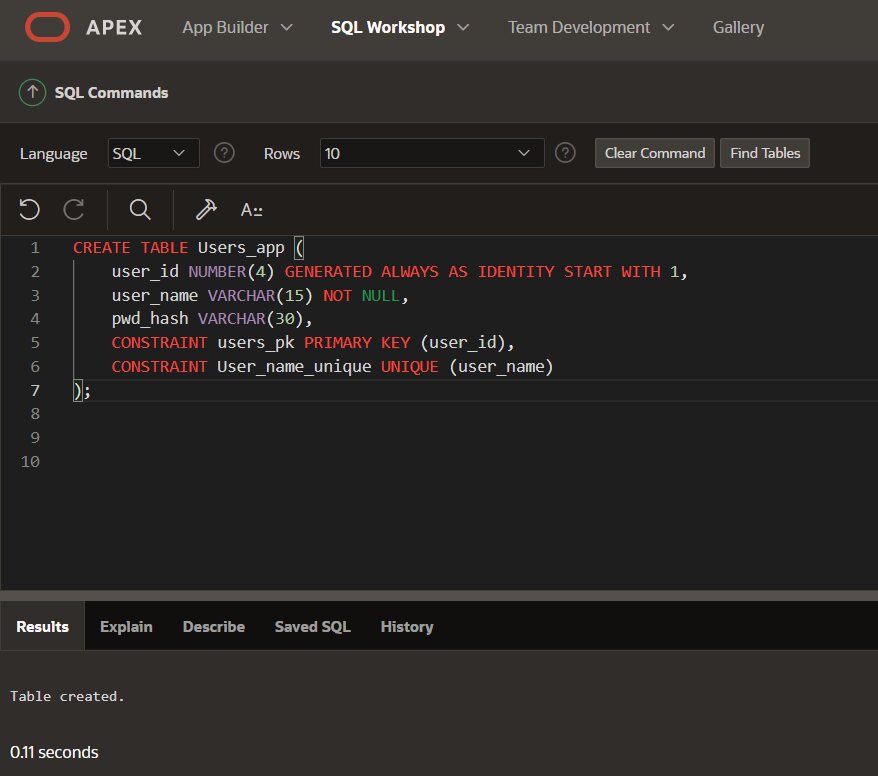 APEX App Builder SQL Workshop Team Development Gallery
SQL Commands
Language SQL ? Rows 10 ? Clear Command Find Tables
A::
1 CREATE TABLE Users_app (
2 user_id NUMBER(4) GENERATED ALWAYS AS IDENTITY START WITH 1,
3 user_name VARCHAR(15) NOT NULL,
4 pwd_hash VARCHAR(30),
5 CONSTRAINT users_pk PRIMARY KEY (user_id),
6 CONSTRAINT User_name_unique UNIQUE (user_name)
7 );
8
9
10
Results Explain Describe Saved SQL History
Table created.
0.11 seconds